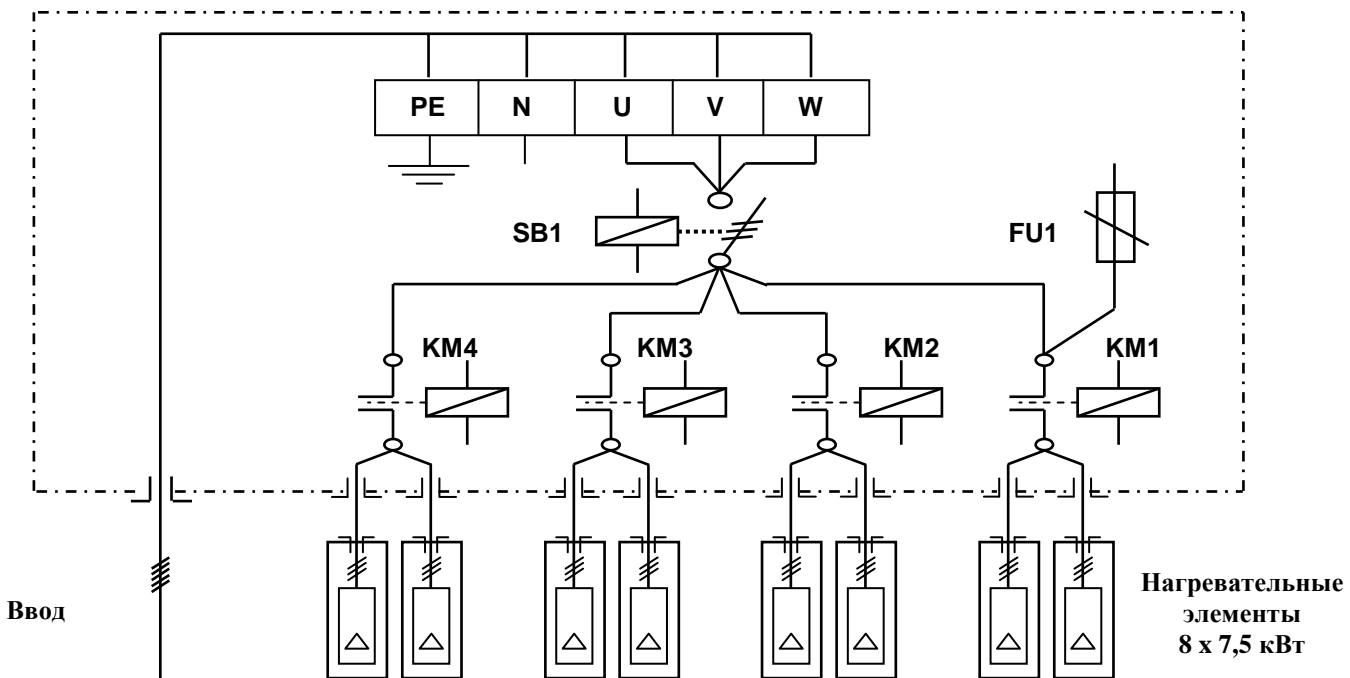 PE N U V W
SB1
FU1
KM4
KM3
KM2
KM1
Ввод
Нагревательные
элементы
8 х 7,5 кВт